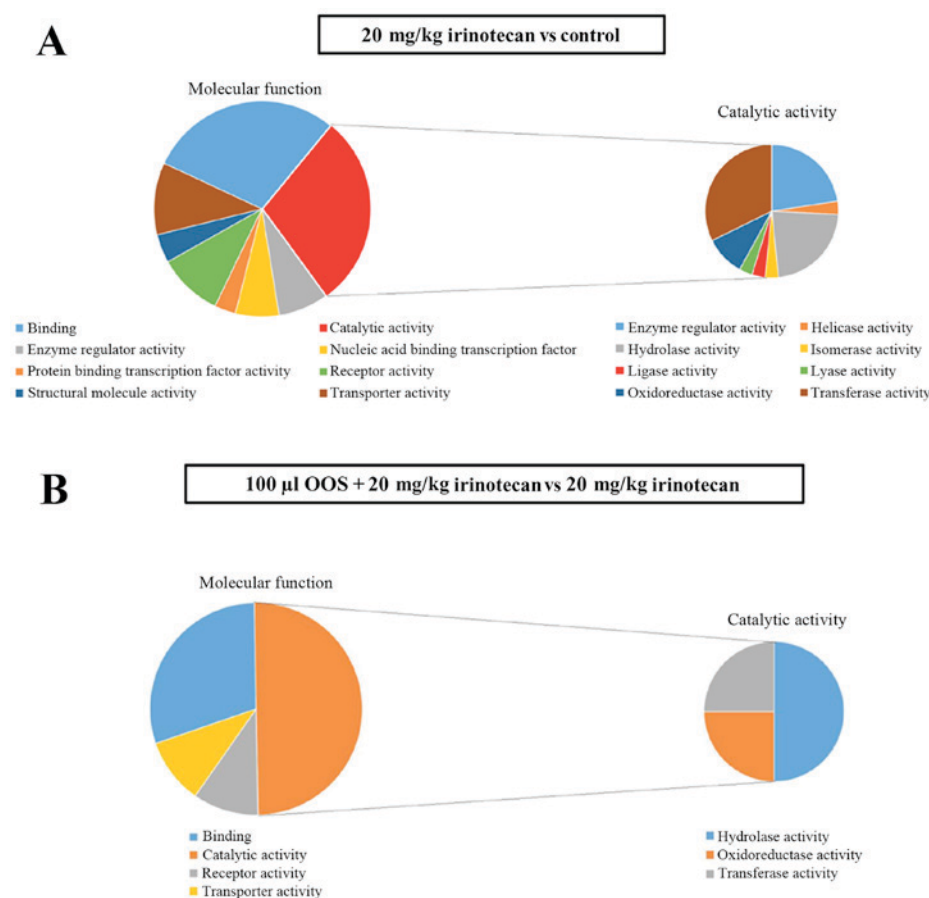 A
20 mg/kg irinotecan vs control
Molecular function
Catalytic activity
Binding
Catalytic activity
Enzyme regulator activity
Nucleic acid binding transcription factor
Protein binding transcription factor activity
Receptor activity
Structural molecule activity
Transporter activity
Enzyme regulator activity
Helicase activity
Hydrolase activity
Isomerase activity
Ligase activity
Lyase activity
Oxidoreductase activity
Transferase activity
B
100 µl OOS + 20 mg/kg irinotecan vs 20 mg/kg irinotecan
Molecular function
Catalytic activity
Binding
Catalytic activity
Receptor activity
Transporter activity
Hydrolase activity
Oxidoreductase activity
Transferase activity